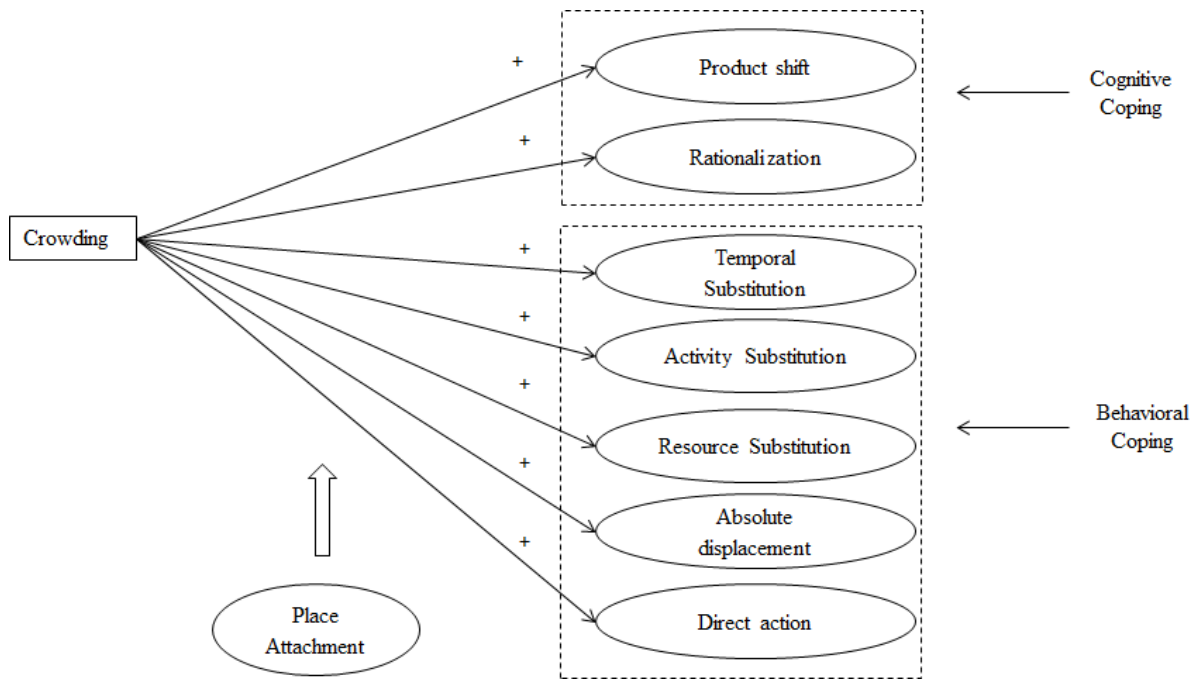 +
Product shift
Cognitive
Coping
+
Rationalization
Crowding
+
Temporal
Substitution
+
Activity Substitution
+
Resource Substitution
Behavioral
Coping
+
Absolute
displacement
+
Direct action
Place
Attachment